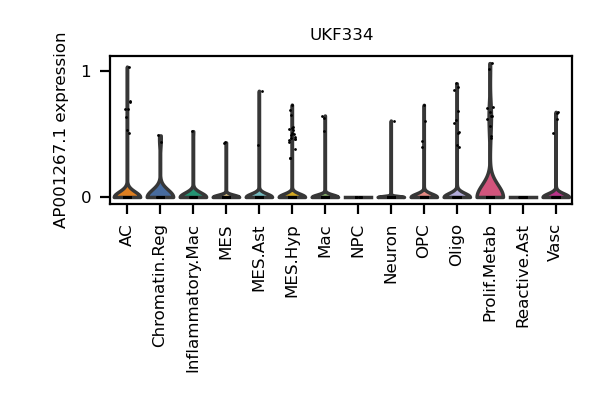 UKF334
AP001267.1 expression
1
0
AC
Chromatin.Reg
Inflammatory.Mac
MES
MES.Ast
MES.Hyp
Mac
NPC
Neuron
OPC
Oligo
Prolif.Metab
Reactive.Ast
Vasc